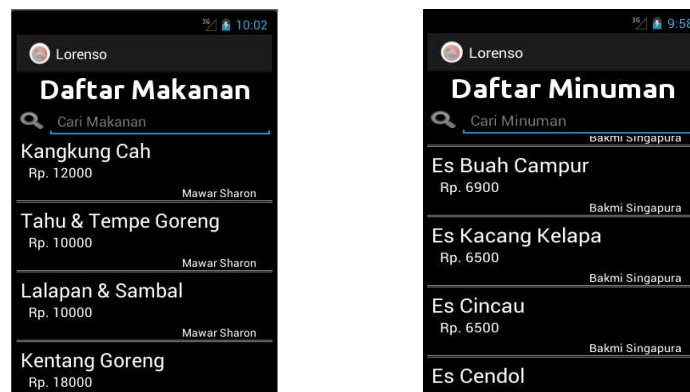 3G 10:02
Lorenso
Daftar Makanan
Cari Makanan
Kangkung Cah
Rp. 12000
Mawar Sharon
Tahu & Tempe Goreng
Rp. 10000
Mawar Sharon
Lalapan & Sambal
Rp. 10000
Mawar Sharon
Kentang Goreng
Rp. 18000
3G 9:58
Lorenso
Daftar Minuman
Cari Minuman
Bakmi Singapura
Es Buah Campur
Rp. 6900
Bakmi Singapura
Es Kacang Kelapa
Rp. 6500
Bakmi Singapura
Es Cincau
Rp. 6500
Bakmi Singapura
Es Cendol